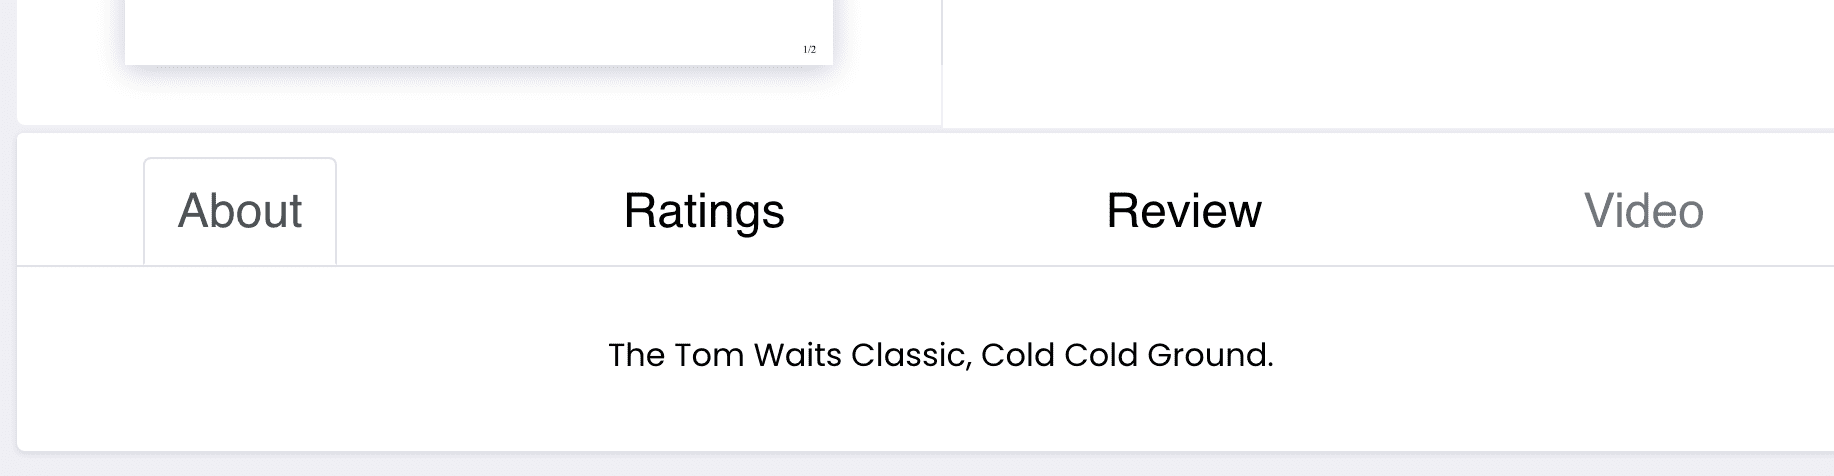 1/2
About
Ratings
Review
Video
The Tom Waits Classic, Cold Cold Ground.